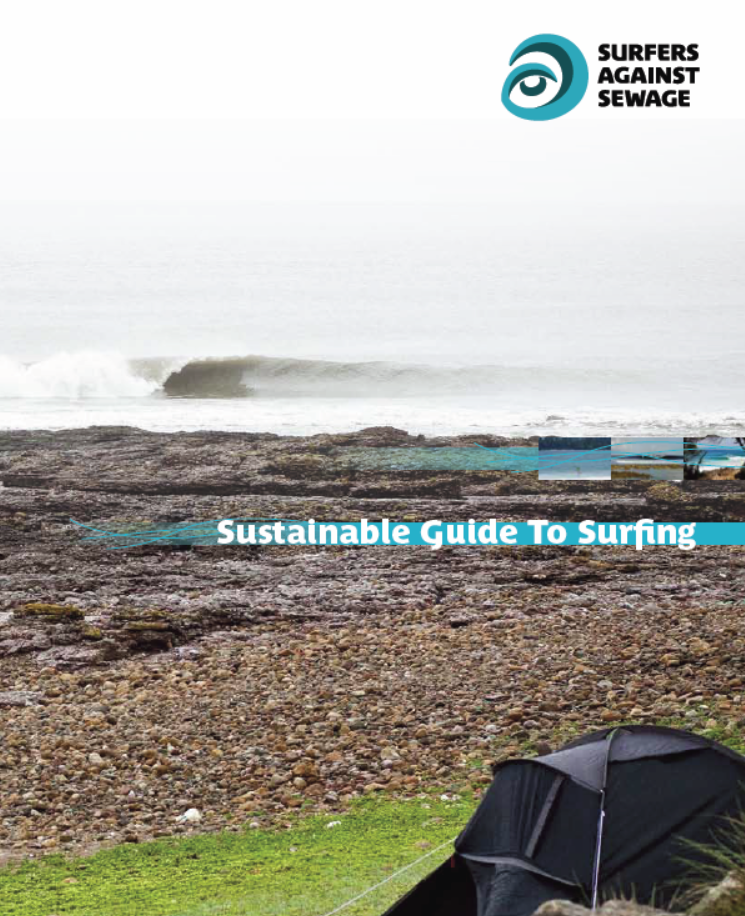 SURFERS
AGAINST
SEWAGE
Sustainable Guide To Surfing